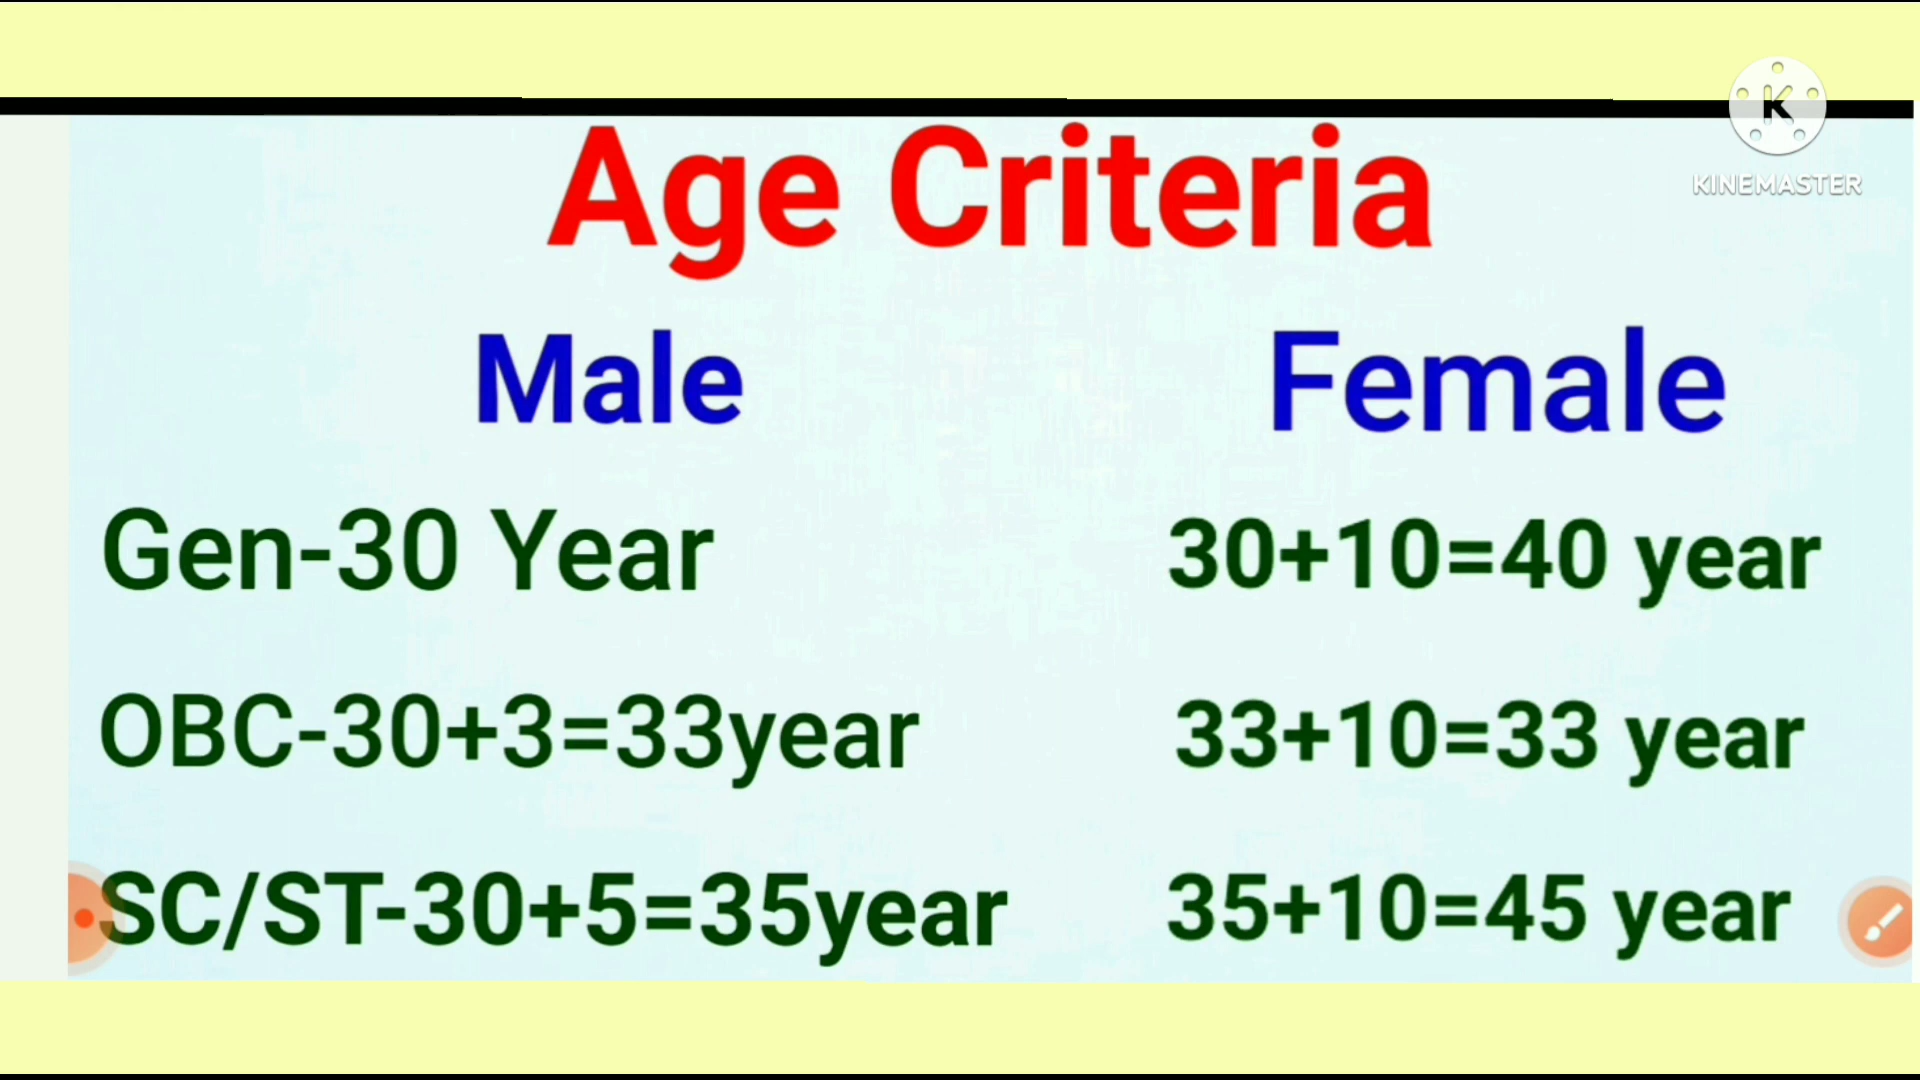 Age Criteria
KINEMASTER
Male Female
Gen-30 Year 30+10=40 year
OBC-30+3=33year 33+10=33 year
SC/ST-30+5=35year 35+10=45 year